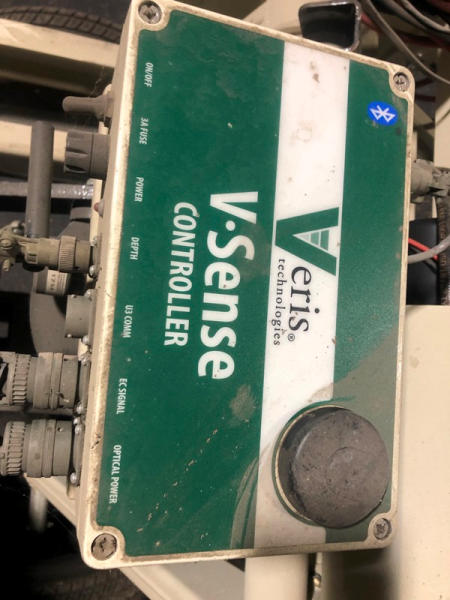 Veris®
technologies
V•Sense
CONTROLLER
ON/OFF
3A FUSE
POWER
DEPTH
U3 COMM
EC SIGNAL
OPTICAL POWER